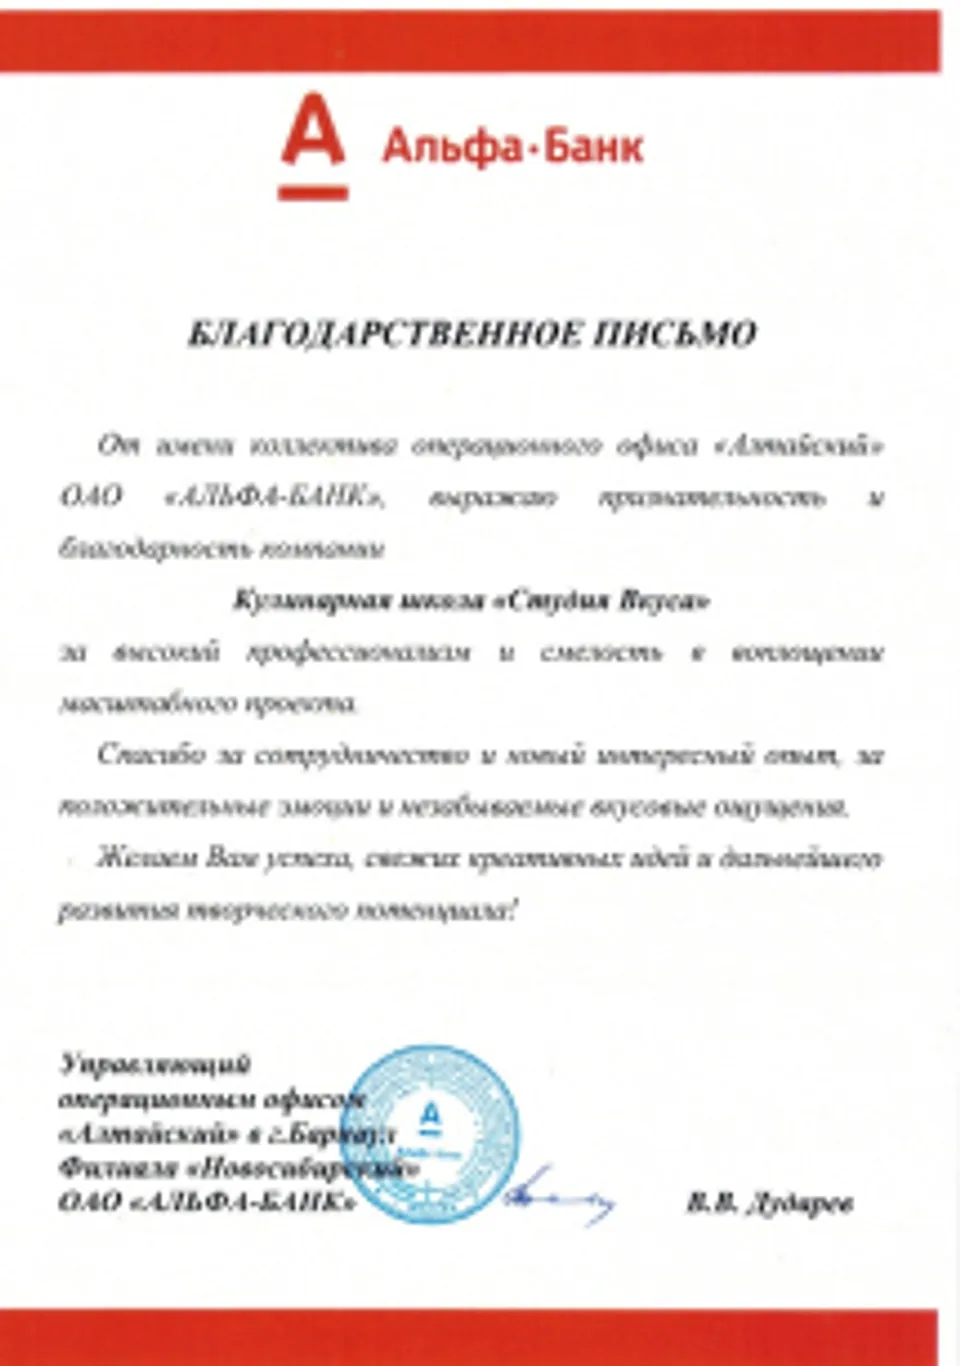 А
Альфа·Банк
БЛАГОДАРСТВЕННОЕ ПИСЬМО
От имени коллектива операционного офиса «Алтайский»
ОАО «АЛЬФА-БАНК», выражаю признательность и
благодарность компании
Кулинарная школа «Студия Вкуса»
за высокий профессионализм и смелость в воплощении
масштабного проекта.
Спасибо за сотрудничество и новый интересный опыт, за
положительные эмоции и незабываемые вкусовые ощущения.
Желаем Вам успеха, свежих креативных идей и дальнейшего
развития творческого потенциала!
Управляющий
операционным офисом
«Алтайский» в г.Барнаул
Филиала «Новосибирский»
ОАО «АЛЬФА-БАНК»
В.В. Дударев
А